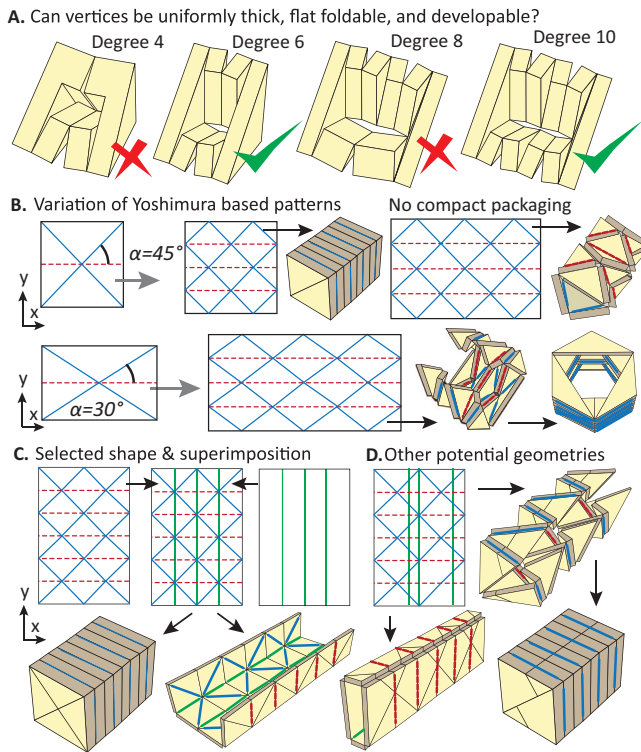 A. Can vertices be uniformly thick, flat foldable, and developable?
Degree 4
Degree 6
Degree 8
Degree 10
B. Variation of Yoshimura based patterns
No compact packaging
α=45°
y
x
α=30°
y
x
C. Selected shape & superimposition
D. Other potential geometries
y
x